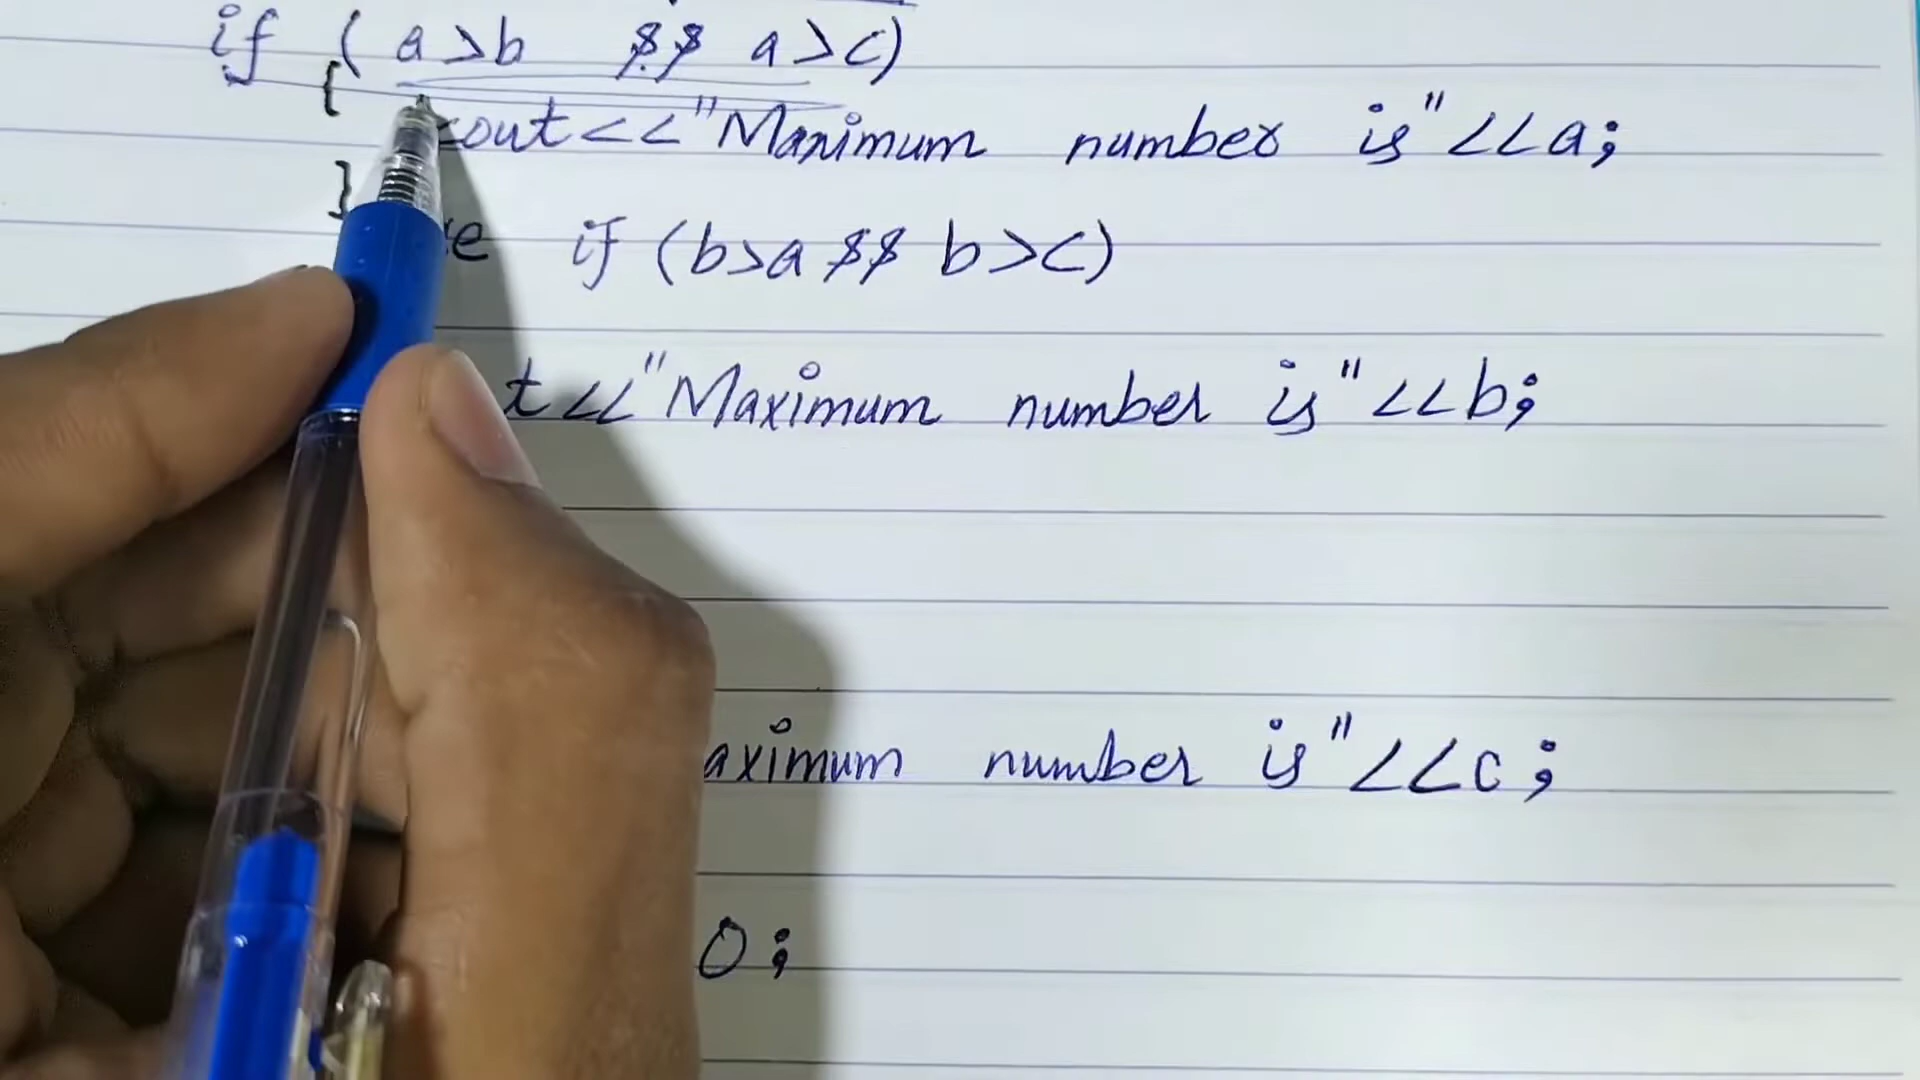 if ( a>b && a>c)
{
cout<<"Maximum number is"<<a;
}
if (b>a && b>c)
t<<"Maximum number is"<<b;
aximum number is"<<c;
0;